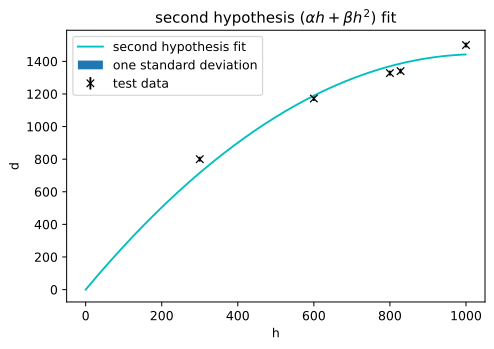 second hypothesis (αh + βh²) fit
second hypothesis fit
one standard deviation
test data
d
1400
1200
1000
800
600
400
200
0
0 200 400 600 800 1000
h